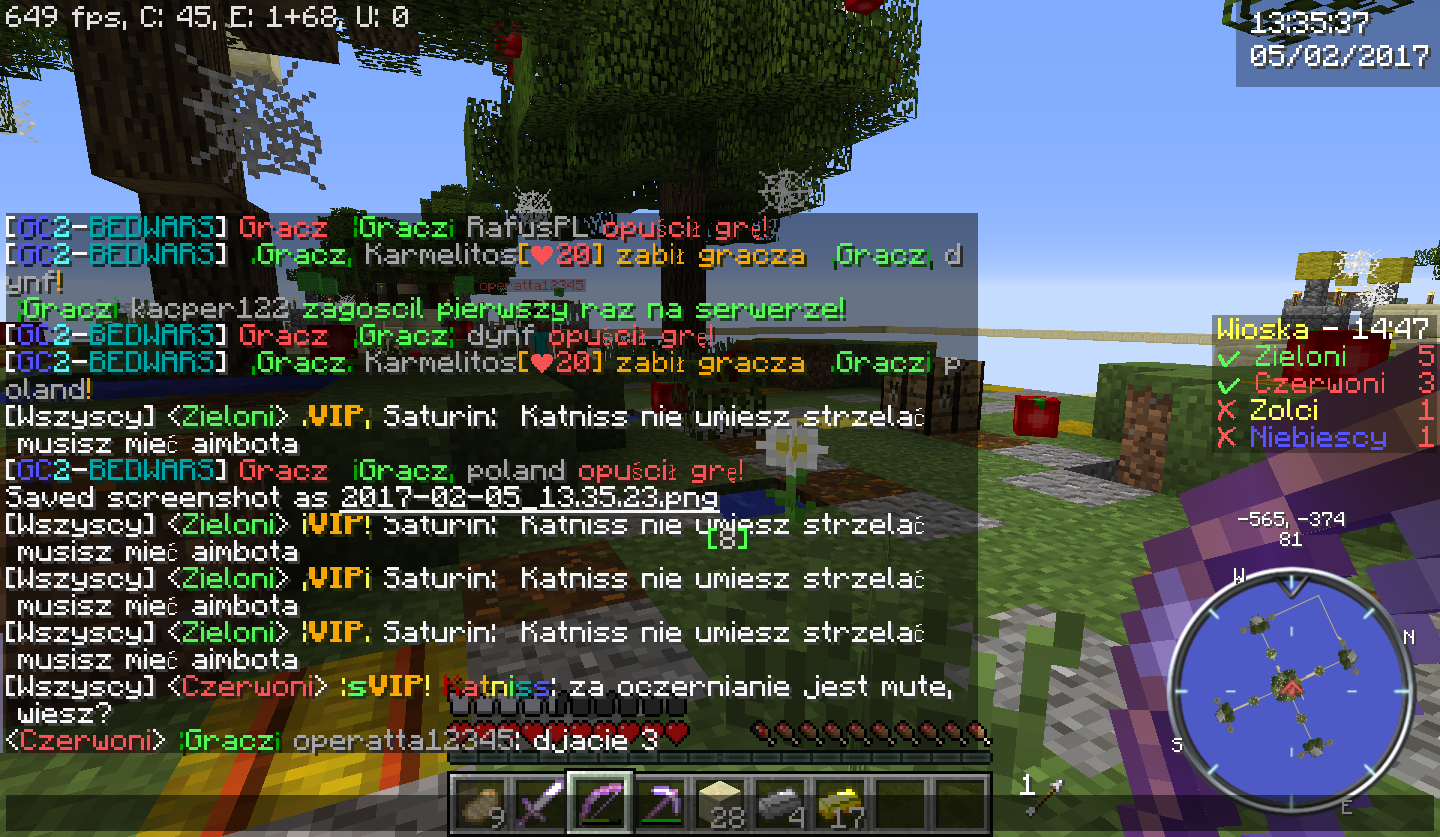 649 fps, C: 45, E: 1+68, U: 0
13:35:37
05/02/2017
[GC2-BEDWARS] Gracz Gracz RafusPL opuścił grę!
[GC2-BEDWARS] Gracz Karmelitos[❤20] zabił gracza Gracz d
ynf!
operatta12345
Gracz kacper122 zagoscil pierwszy raz na serwerze!
[GC2-BEDWARS] Gracz Gracz dynf opuścił grę!
[GC2-BEDWARS] Gracz Karmelitos[❤20] zabił gracza Gracz p
oland!
[Wszyscy] <Zieloni> VIP Saturin: Katniss nie umiesz strzelać
musisz mieć aimbota
[GC2-BEDWARS] Gracz Gracz poland opuścił grę!
Saved screenshot as 2017-02-05_13.35.23.png
[Wszyscy] <Zieloni> VIP Saturin: Katniss nie umiesz strzelać
musisz mieć aimbota
[8]
[Wszyscy] <Zieloni> VIP Saturin: Katniss nie umiesz strzelać
musisz mieć aimbota
[Wszyscy] <Zieloni> VIP Saturin: Katniss nie umiesz strzelać
musisz mieć aimbota
[Wszyscy] <Czerwoni> sVIP Katniss: za oczernianie jest mute,
wiesz?
<Czerwoni> Gracz operatta12345: djacie 3
Wioska - 14:47
✓ Zieloni 5
✓ Czerwoni 3
✗ Zolci 1
✗ Niebiescy 1
-565, -374
81
W
N
S
E
9
28
4
17
1